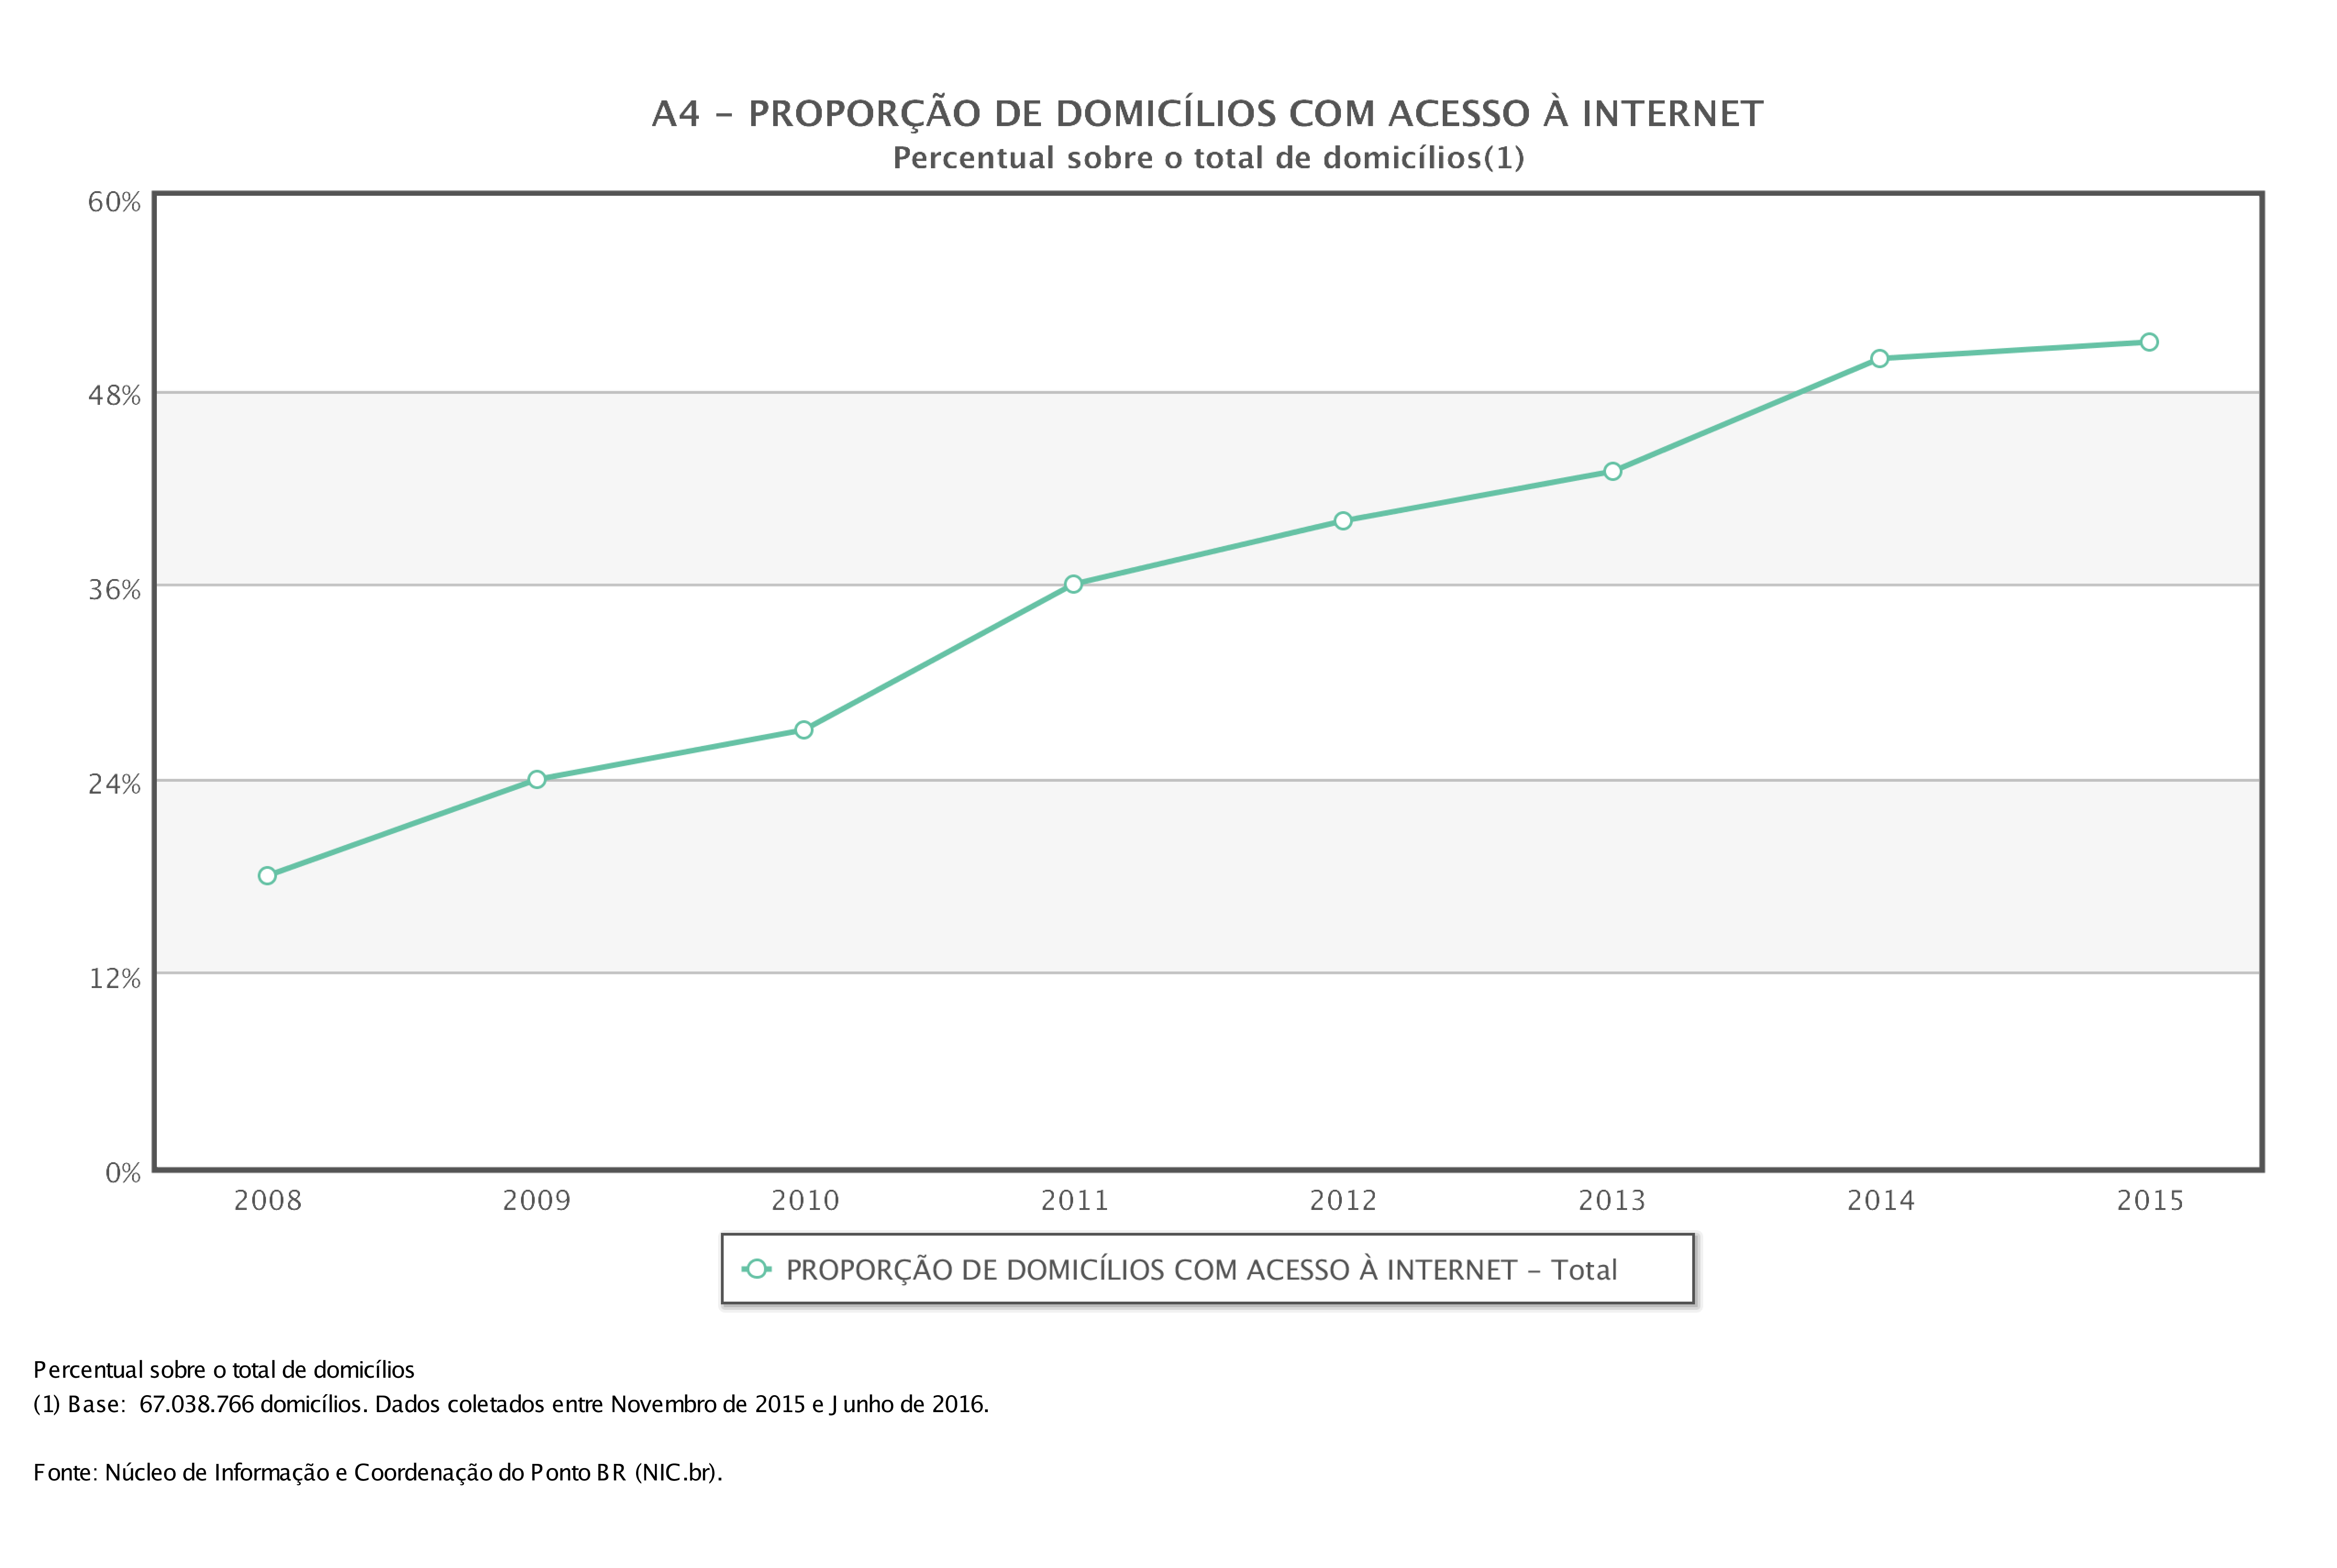 A4 – PROPORÇÃO DE DOMICÍLIOS COM ACESSO À INTERNET
Percentual sobre o total de domicílios(1)
60%
48%
36%
24%
12%
0%
2008 2009 2010 2011 2012 2013 2014 2015
PROPORÇÃO DE DOMICÍLIOS COM ACESSO À INTERNET – Total
Percentual sobre o total de domicílios
(1) Base: 67.038.766 domicílios. Dados coletados entre Novembro de 2015 e Junho de 2016.
Fonte: Núcleo de Informação e Coordenação do Ponto BR (NIC.br).